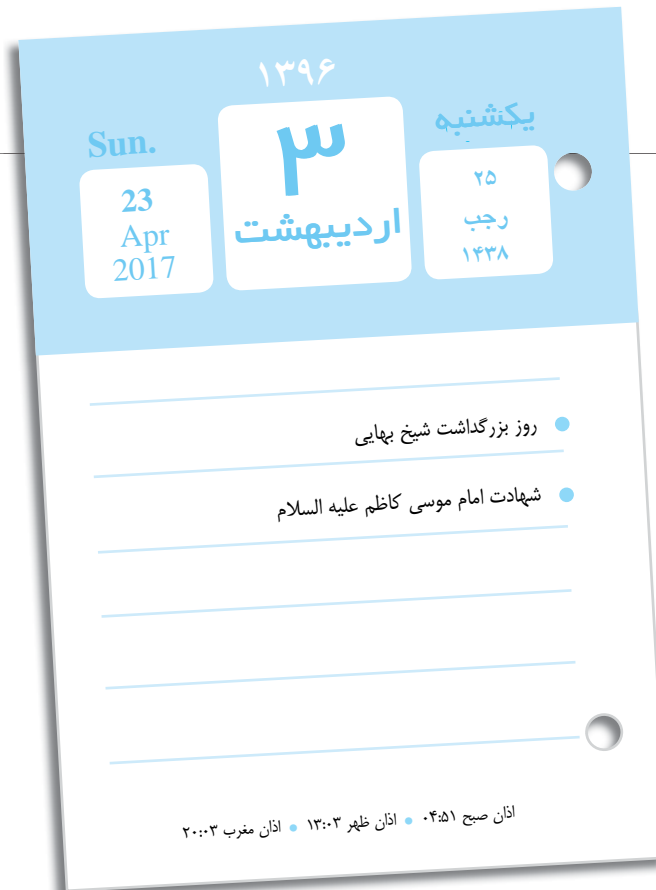 ۱۳۹۶
یکشنبه
۲۵
رجب
۱۴۳۸
۳
اردیبهشت
Sun.
23
Apr
2017
روز بزرگداشت شیخ بهایی
شهادت امام موسی کاظم علیه السلام
اذان صبح ۰۴:۵۱ • اذان ظهر ۱۳:۰۳ • اذان مغرب ۲۰:۰۳